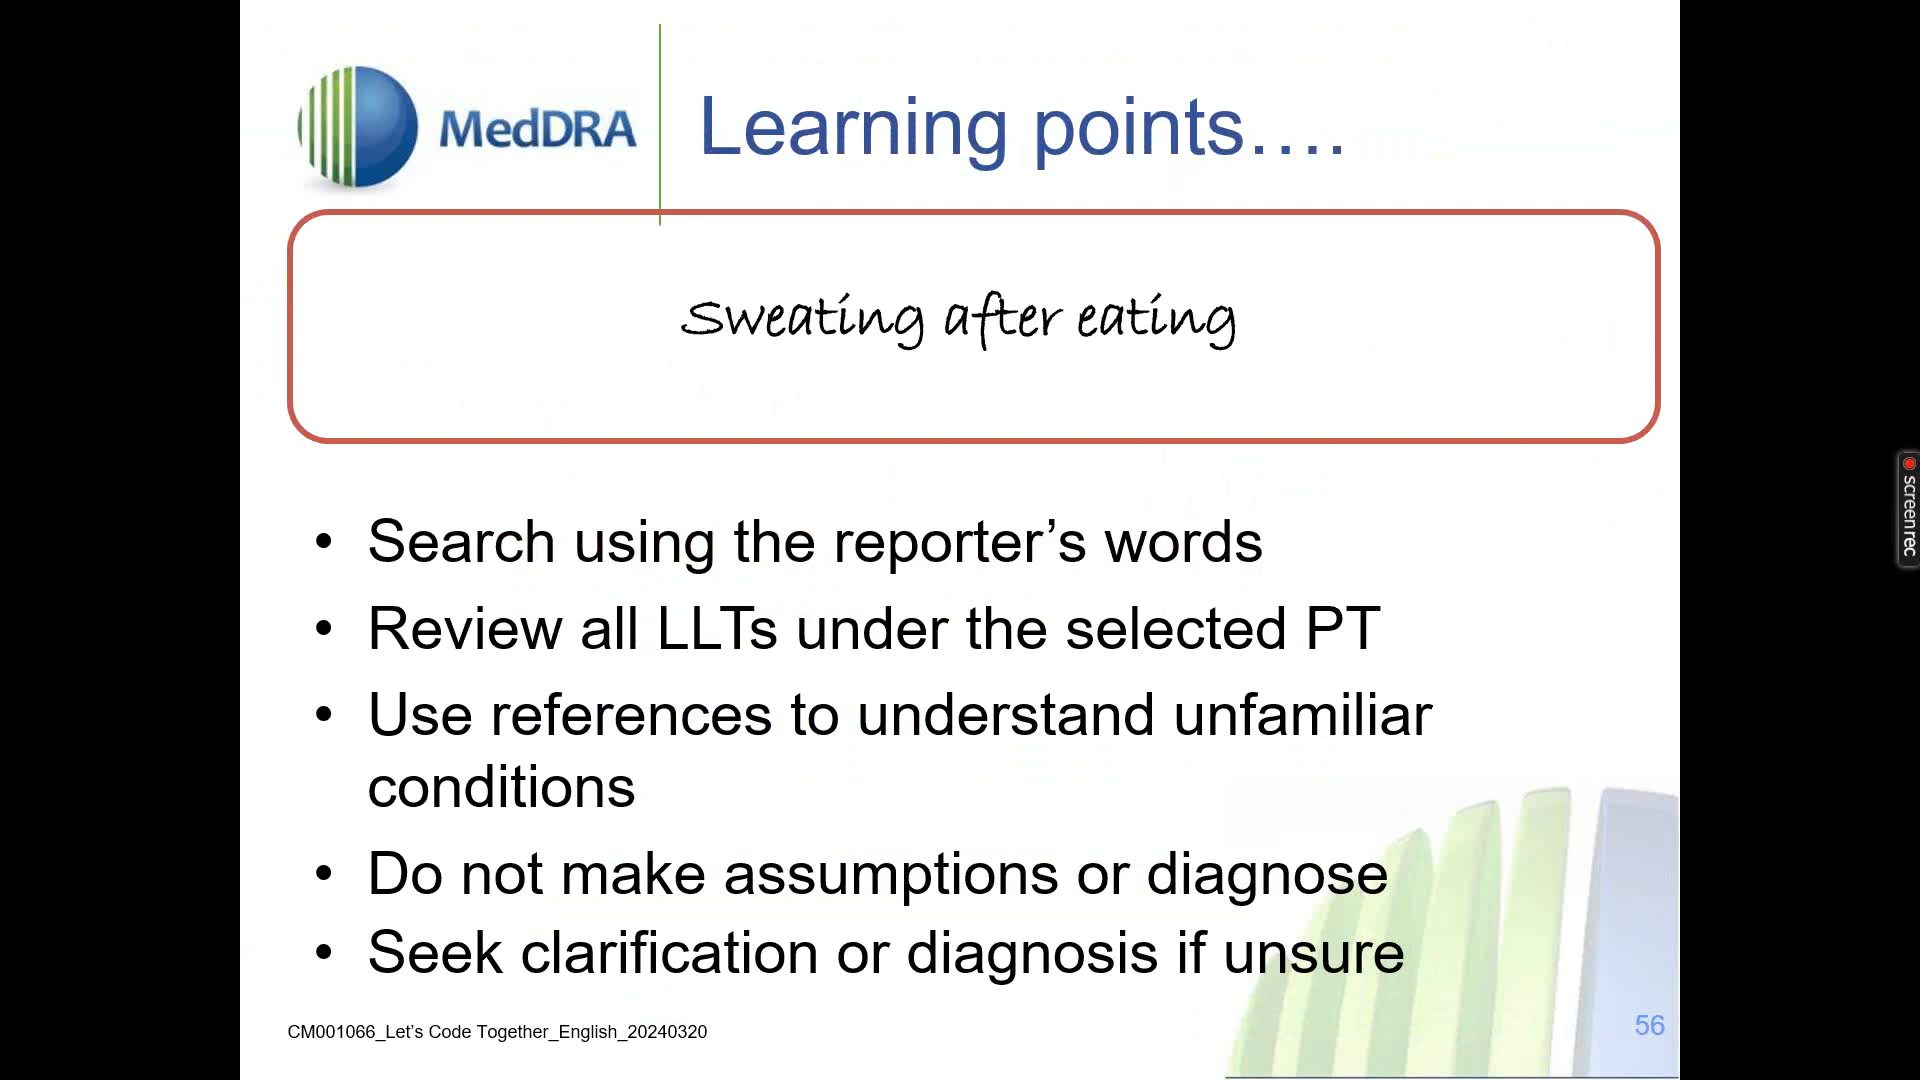 MedDRA
Learning points....
Sweating after eating
• Search using the reporter’s words
• Review all LLTs under the selected PT
• Use references to understand unfamiliar
conditions
• Do not make assumptions or diagnose
• Seek clarification or diagnosis if unsure
CM001066_Let’s Code Together_English_20240320
56
screenrec